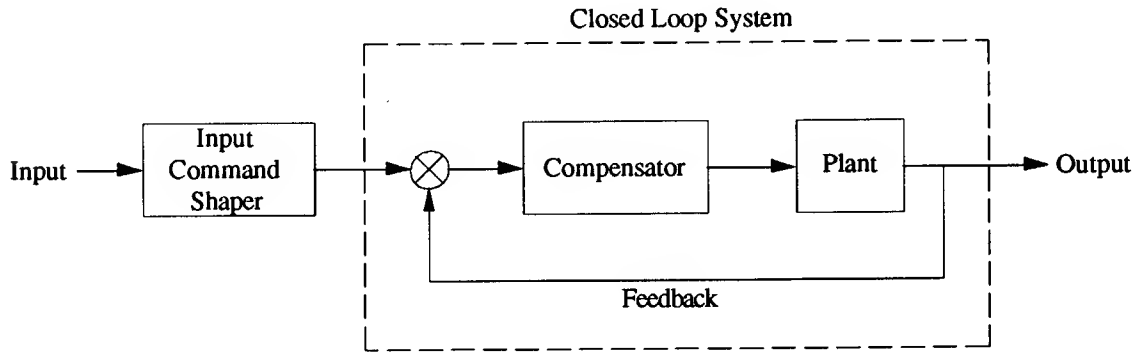 Closed Loop System
Input
Input
Command
Shaper
Compensator
Plant
Output
Feedback